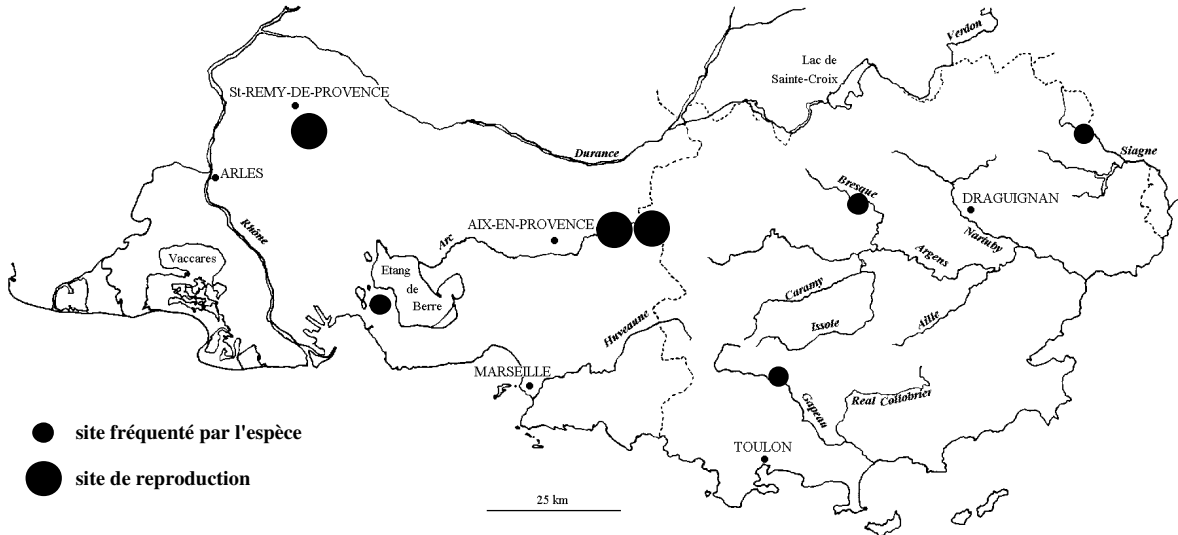 Verdon
Lac de
Sainte-Croix
St-REMY-DE-PROVENCE
Durance
Siagne
ARLES
Bresque
DRAGUIGNAN
Rhône
AIX-EN-PROVENCE
Arc
Nartuby
Argens
Vaccares
Etang
de
Berre
Caramy
Issole
Aille
Huveaune
MARSEILLE
Gapeau
Real Collobrier
site fréquenté par l'espèce
TOULON
site de reproduction
25 km